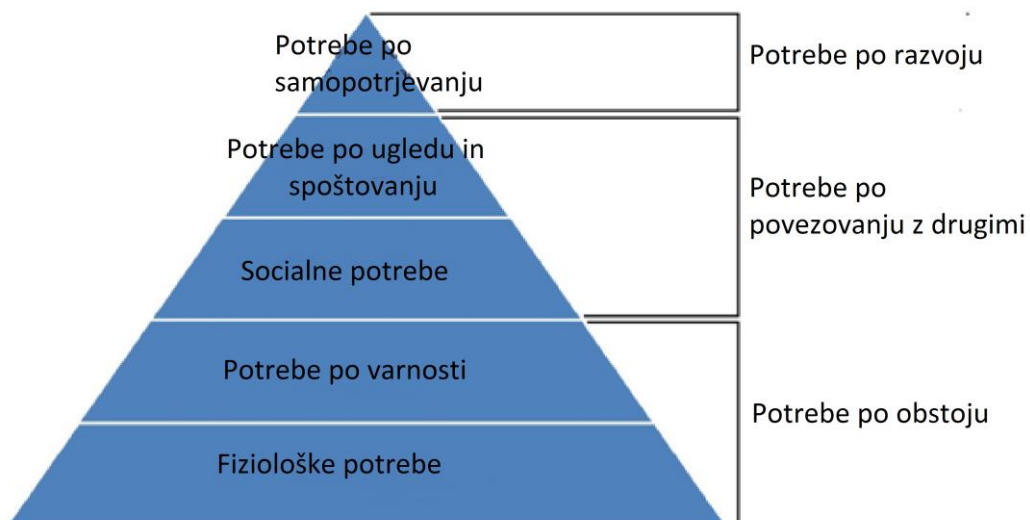 Potrebe po
samopotrjevanju
Potrebe po razvoju
Potrebe po ugledu in
spoštovanju
Potrebe po
povezovanju z drugimi
Socialne potrebe
Potrebe po varnosti
Potrebe po obstoju
Fiziološke potrebe